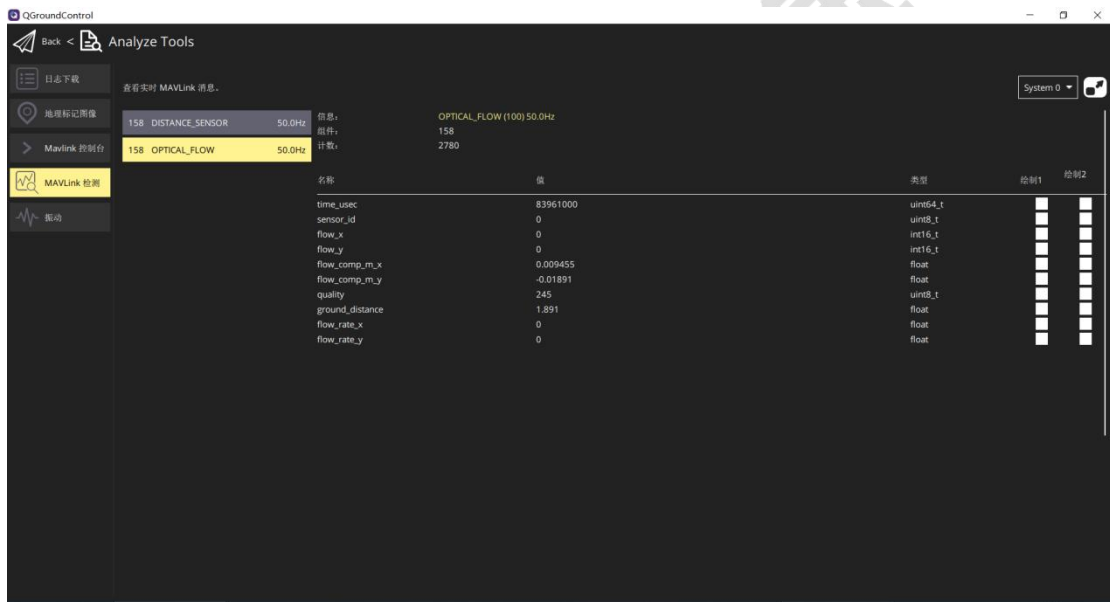 QGroundControl
Back < Analyze Tools
日志下载
地理标记图像
Mavlink 控制台
MAVLink 检测
振动
查看实时 MAVLink 消息。
System 0
158 DISTANCE_SENSOR 50.0Hz
158 OPTICAL_FLOW 50.0Hz
信息: OPTICAL_FLOW (100) 50.0Hz
组件: 158
计数: 2780
名称 值 类型 绘制1 绘制2
time_usec 83961000 uint64_t
sensor_id 0 uint8_t
flow_x 0 int16_t
flow_y 0 int16_t
flow_comp_m_x 0.009455 float
flow_comp_m_y -0.01891 float
quality 245 uint8_t
ground_distance 1.891 float
flow_rate_x 0 float
flow_rate_y 0 float